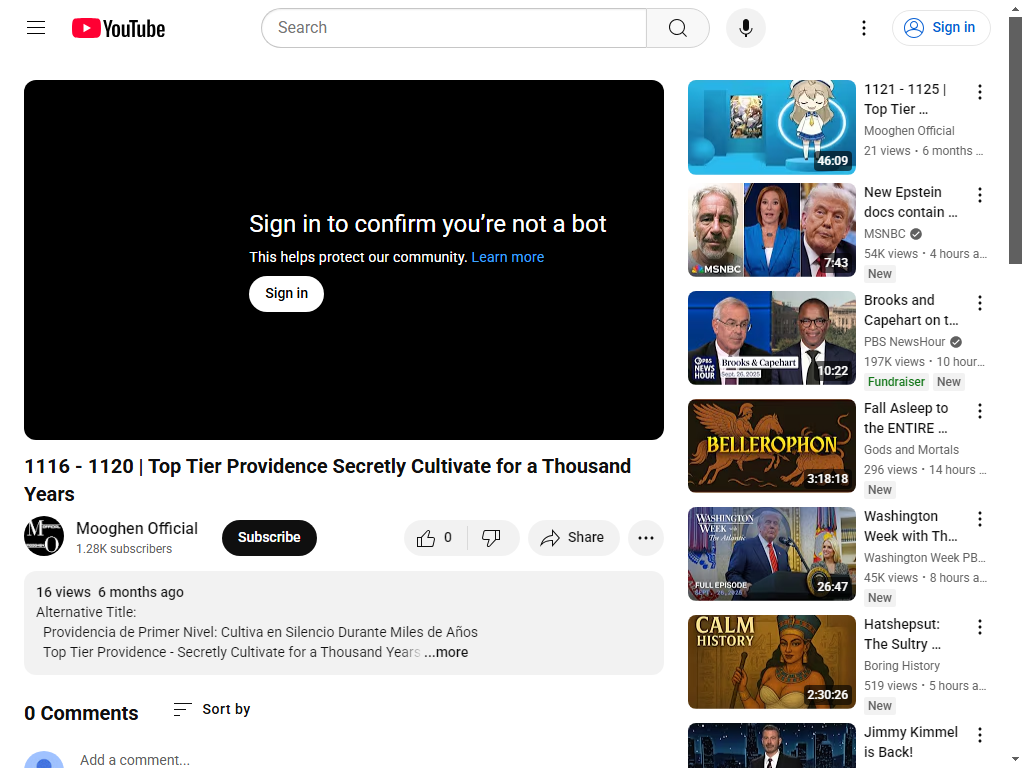 YouTube
Search
Sign in
Sign in to confirm you’re not a bot
This helps protect our community. Learn more
Sign in
1116 - 1120 | Top Tier Providence Secretly Cultivate for a Thousand
Years
Mooghen Official
1.28K subscribers
Subscribe
0
Share
16 views 6 months ago
Alternative Title:
Providencia de Primer Nivel: Cultiva en Silencio Durante Miles de Años
Top Tier Providence - Secretly Cultivate for a Thousand Years ...more
0 Comments
Sort by
Add a comment...
46:09
1121 - 1125 |
Top Tier ...
Mooghen Official
21 views • 6 months ...
MSNBC
7:43
New Epstein
docs contain ...
MSNBC
54K views • 4 hours a...
New
PBS
NEWS
HOUR
Brooks & Capehart
Sept. 26, 2025
10:22
Brooks and
Capehart on t...
PBS NewsHour
197K views • 10 hour...
Fundraiser New
BELLEROPHON
3:18:18
Fall Asleep to
the ENTIRE ...
Gods and Mortals
296 views • 14 hours ...
New
WASHINGTON
WEEK with
The Atlantic
FULL EPISODE
SEPT. 26, 2025
26:47
Washington
Week with Th...
Washington Week PB...
45K views • 8 hours a...
New
CALM
HISTORY
2:30:26
Hatshepsut:
The Sultry ...
Boring History
519 views • 5 hours a...
New
Jimmy Kimmel
is Back!